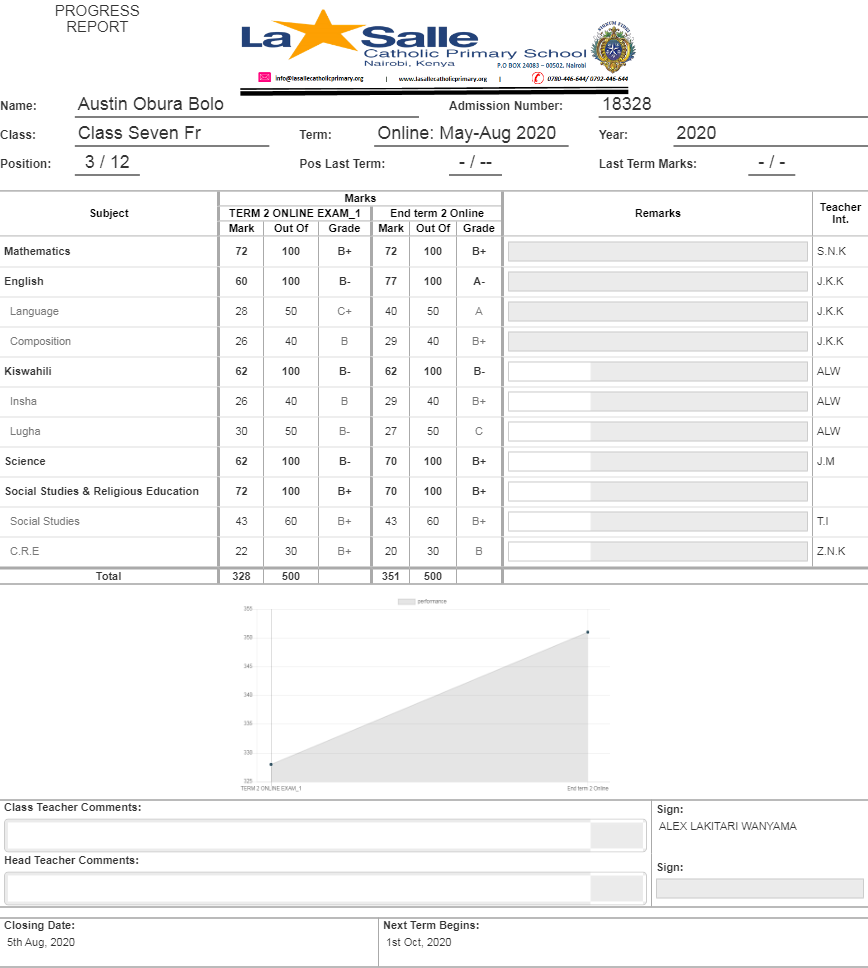 PROGRESS
REPORT
La Salle
Catholic Primary School
Nairobi, Kenya
P.O BOX 24083 – 00502, Nairobi
info@lasallecatholicprimary.org | www.lasallecatholicprimary.org | 0780-446-644/ 0792-446-644
Name: Austin Obura Bolo Admission Number: 18328
Class: Class Seven Fr Term: Online: May-Aug 2020 Year: 2020
Position: 3 / 12 Pos Last Term: - / -- Last Term Marks: - / -
Subject Marks Remarks Teacher Int.
TERM 2 ONLINE EXAM_1 End term 2 Online
Mark Out Of Grade Mark Out Of Grade
Mathematics 72 100 B+ 72 100 B+ S.N.K
English 60 100 B- 77 100 A- J.K.K
Language 28 50 C+ 40 50 A J.K.K
Composition 26 40 B 29 40 B+ J.K.K
Kiswahili 62 100 B- 62 100 B- ALW
Insha 26 40 B 29 40 B+ ALW
Lugha 30 50 B- 27 50 C ALW
Science 62 100 B- 70 100 B+ J.M
Social Studies & Religious Education 72 100 B+ 70 100 B+
Social Studies 43 60 B+ 43 60 B+ T.I
C.R.E 22 30 B+ 20 30 B Z.N.K
Total 328 500 351 500
performance
355
350
345
340
335
330
325
TERM 2 ONLINE EXAM_1 End term 2 Online
Class Teacher Comments: Sign:
ALEX LAKITARI WANYAMA
Head Teacher Comments: Sign:
Closing Date: Next Term Begins:
5th Aug, 2020 1st Oct, 2020